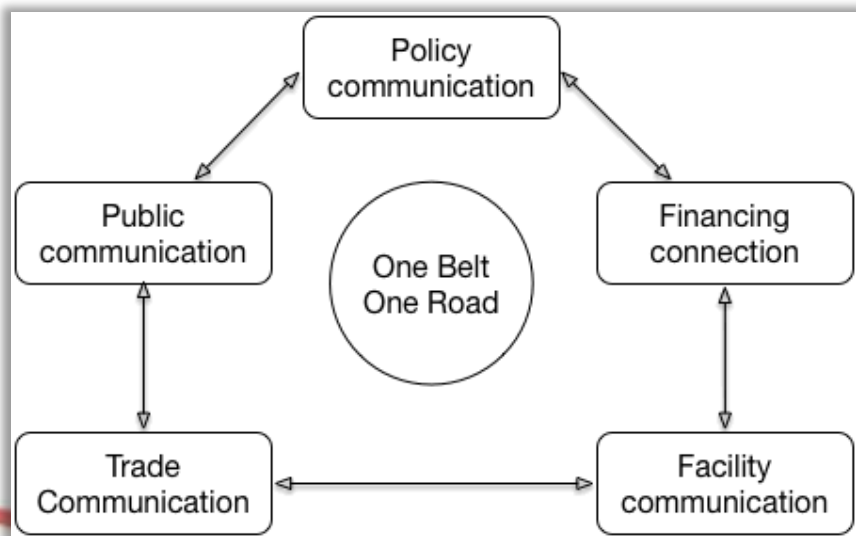 Policy
communication
Public
communication
Financing
connection
One Belt
One Road
Trade
Communication
Facility
communication